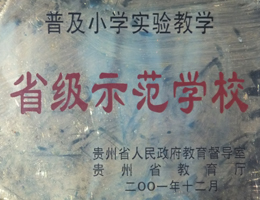 普及小学实验教学
省级示范学校
贵州省人民政府教育督导室
贵州省教育厅
二〇〇一年十二月